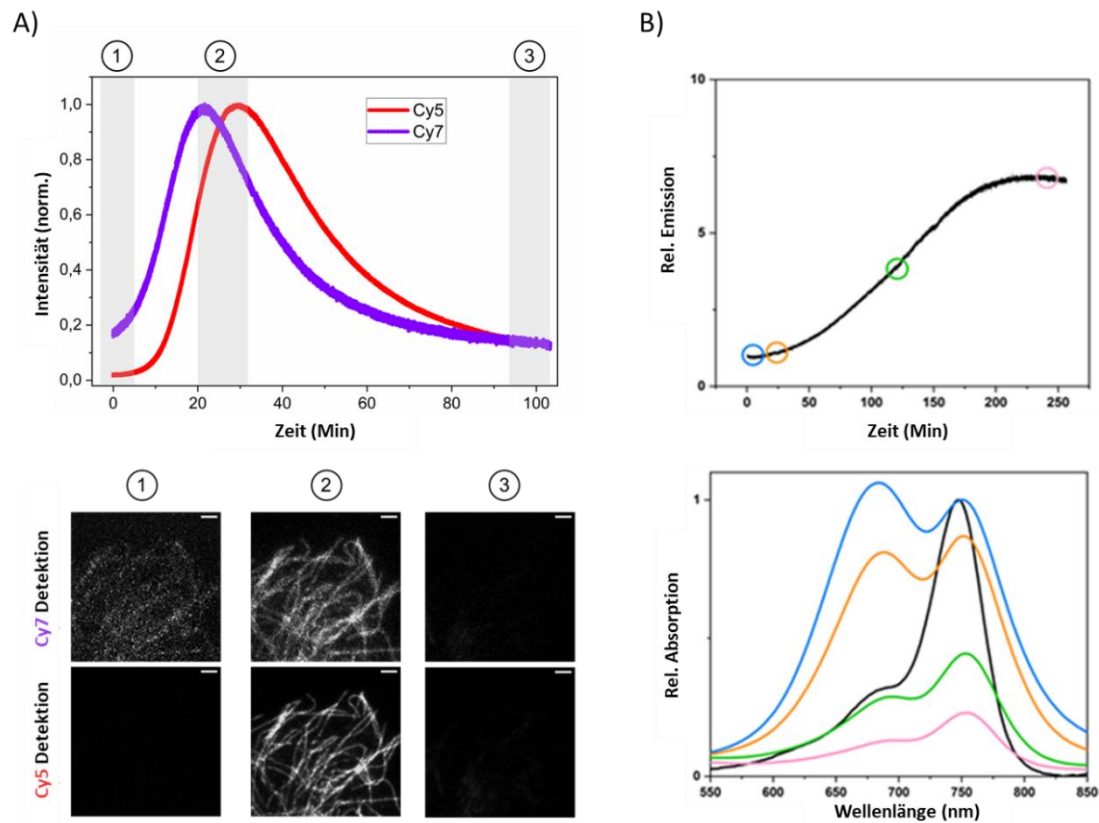 A)
1 2 3
Intensität (norm.)
1,0
0,8
0,6
0,4
0,2
0,0
Cy5
Cy7
0 20 40 60 80 100
Zeit (Min)
1 2 3
Cy7 Detektion
Cy5 Detektion
B)
Rel. Emission
10
5
0
0 50 100 150 200 250
Zeit (Min)
Rel. Absorption
1
0
550 600 650 700 750 800 850
Wellenlänge (nm)